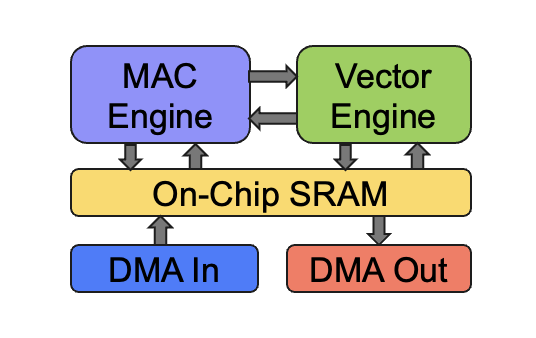 MAC
Engine
Vector
Engine
On-Chip SRAM
DMA In
DMA Out